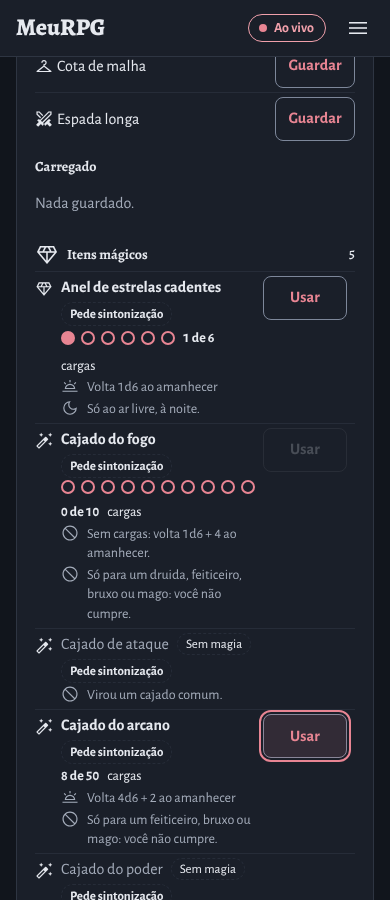 MeuRPG
Ao vivo
Cota de malha
Guardar
Espada longa
Guardar
Carregado
Nada guardado.
Itens mágicos
5
Anel de estrelas cadentes
Usar
Pede sintonização
1 de 6
cargas
Volta 1d6 ao amanhecer
Só ao ar livre, à noite.
Cajado do fogo
Usar
Pede sintonização
0 de 10 cargas
Sem cargas: volta 1d6 + 4 ao
amanhecer.
Só para um druida, feiticeiro,
bruxo ou mago: você não
cumpre.
Cajado de ataque
Sem magia
Pede sintonização
Virou um cajado comum.
Cajado do arcano
Usar
Pede sintonização
8 de 50 cargas
Volta 4d6 + 2 ao amanhecer
Só para um feiticeiro, bruxo ou
mago: você não cumpre.
Cajado do poder
Sem magia
Pede sintonização